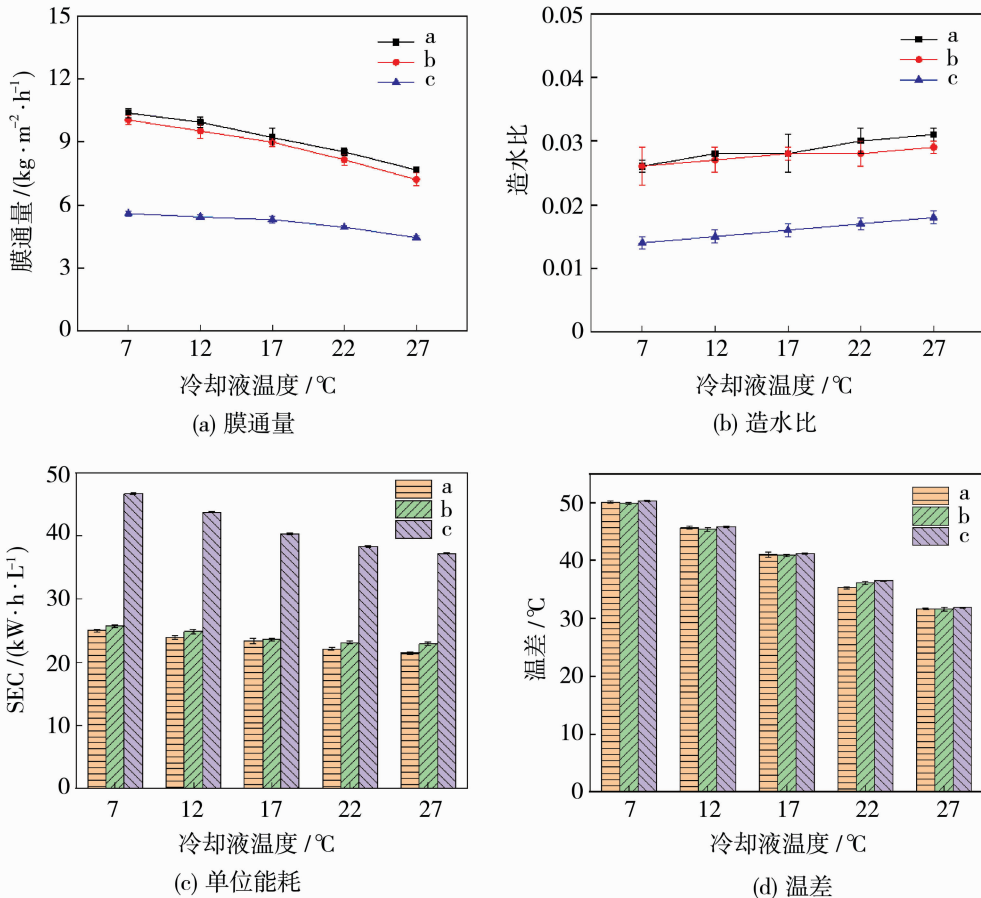 15
12
9
6
3
0
膜通量 /(kg·m⁻²·h⁻¹)
a
b
c
7 12 17 22 27
冷却液温度 /℃
(a) 膜通量
0.05
0.04
0.03
0.02
0.01
0
造水比
a
b
c
7 12 17 22 27
冷却液温度 /℃
(b) 造水比
50
40
30
20
10
0
SEC /(kW·h·L⁻¹)
a
b
c
7 12 17 22 27
冷却液温度 /℃
(c) 单位能耗
50
40
30
20
10
0
温差 /℃
a
b
c
7 12 17 22 27
冷却液温度 /℃
(d) 温差